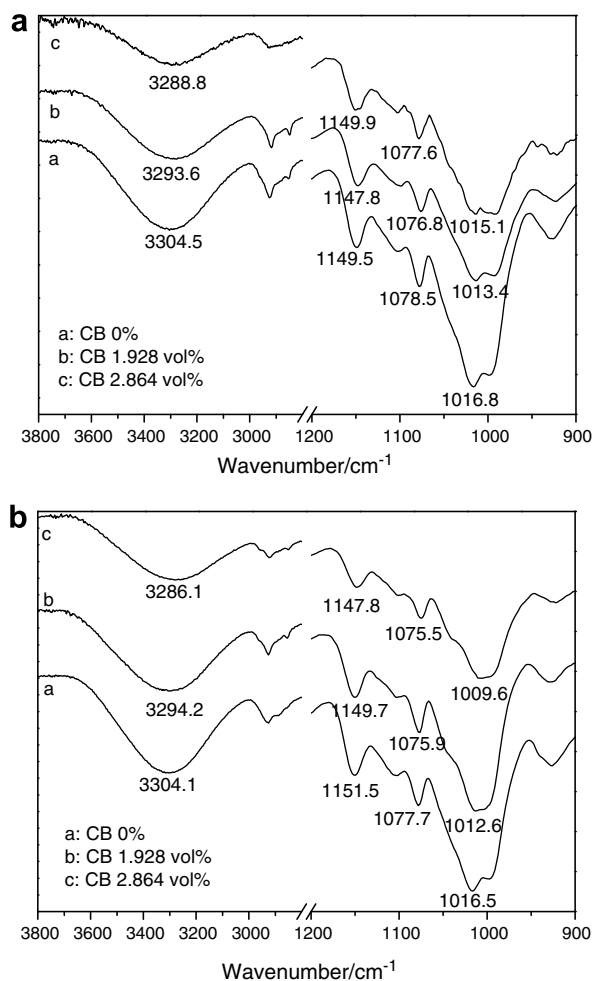 a
c
3288.8
1149.9
1077.6
1015.1
b
3293.6
1147.8
1076.8
1013.4
a
3304.5
1149.5
1078.5
1016.8
a: CB 0%
b: CB 1.928 vol%
c: CB 2.864 vol%
3800 3600 3400 3200 3000 1200 1100 1000 900
Wavenumber/cm-1
b
c
3286.1
1147.8
1075.5
1009.6
b
3294.2
1149.7
1075.9
1012.6
a
3304.1
1151.5
1077.7
1016.5
a: CB 0%
b: CB 1.928 vol%
c: CB 2.864 vol%
3800 3600 3400 3200 3000 1200 1100 1000 900
Wavenumber/cm-1